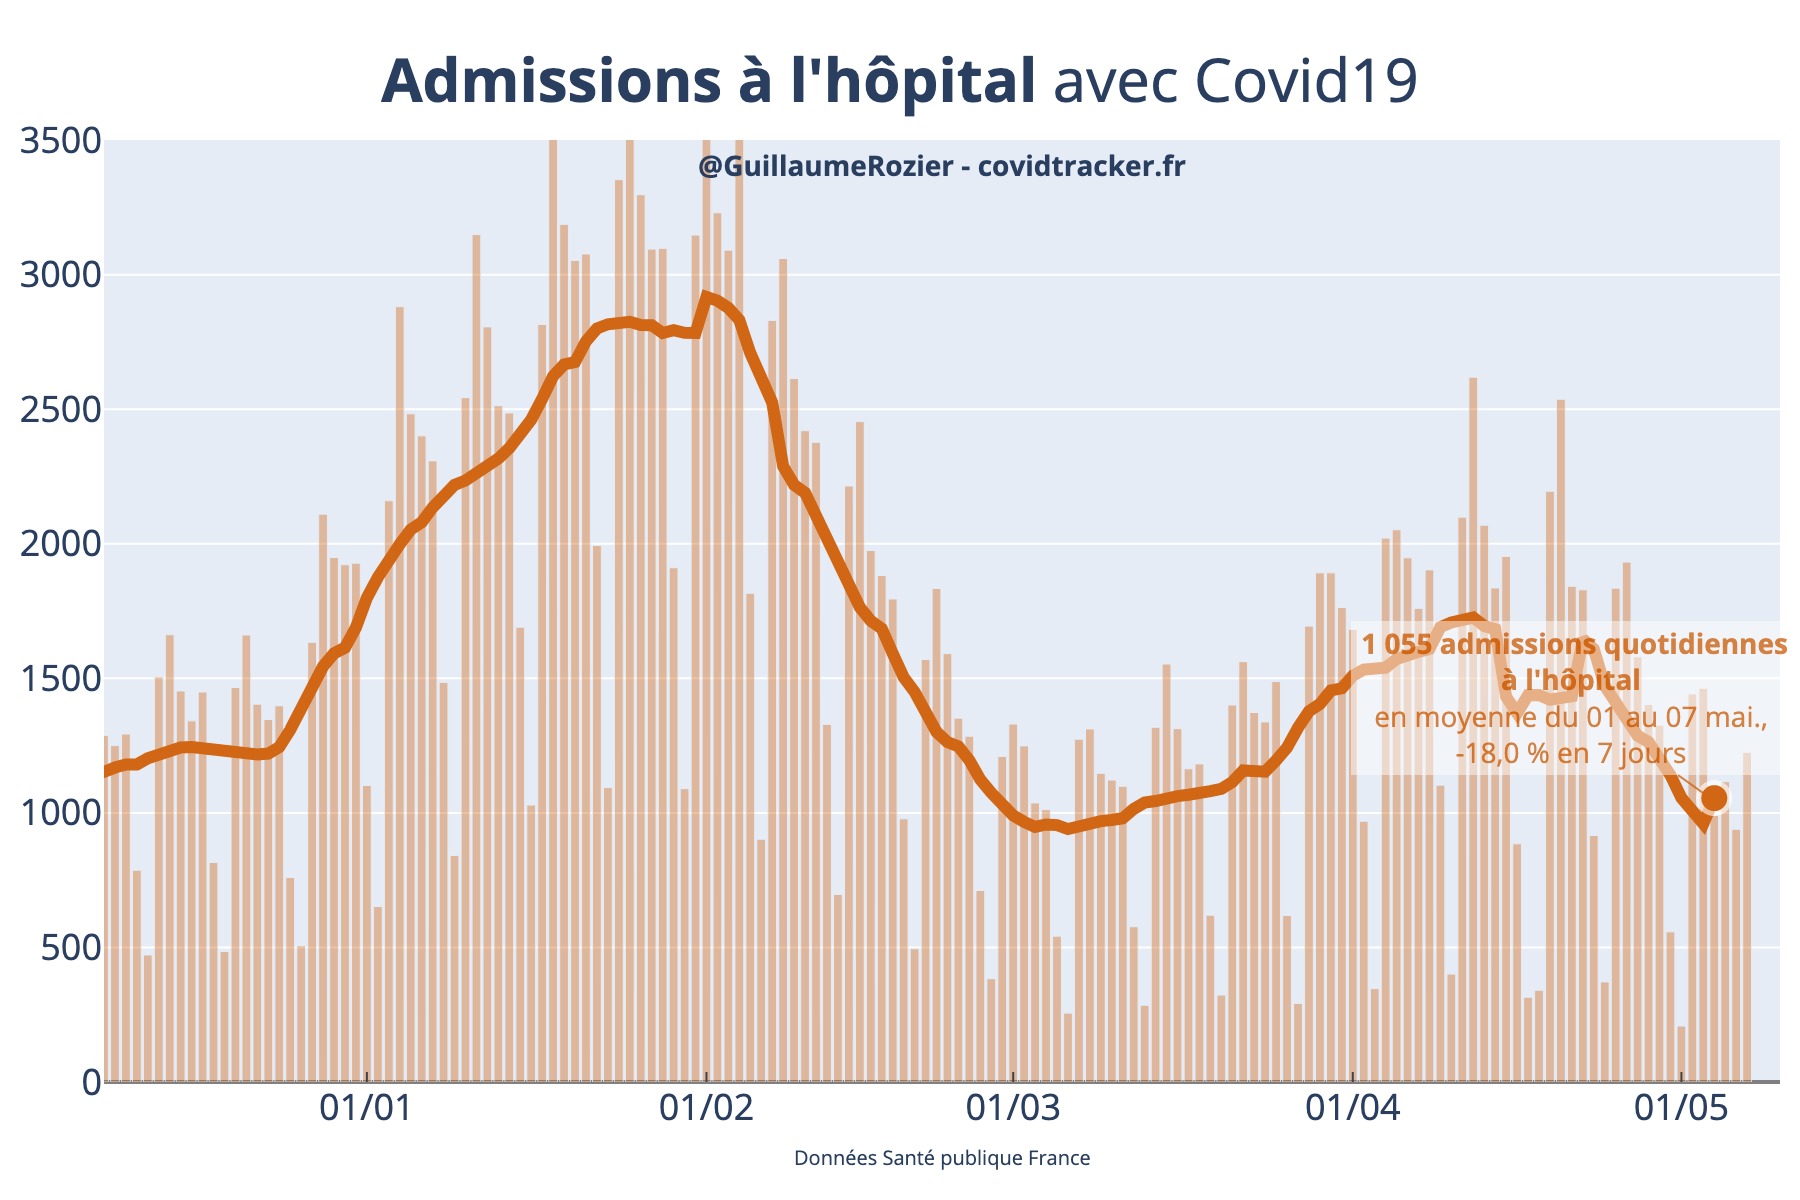 Admissions à l'hôpital avec Covid19
3500
@GuillaumeRozier - covidtracker.fr
3000
2500
2000
1 055 admissions quotidiennes
à l'hôpital
1500
en moyenne du 01 au 07 mai.,
-18,0 % en 7 jours
1000
500
0
01/01 01/02 01/03 01/04 01/05
Données Santé publique France